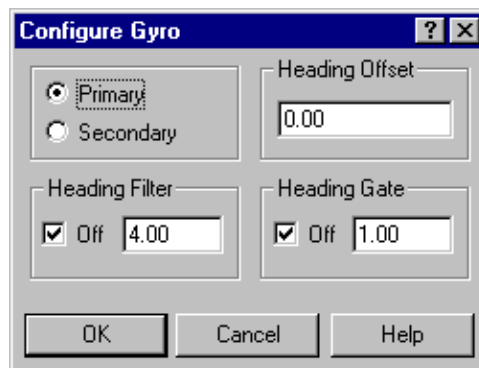 Configure Gyro
Primary
Secondary
Heading Offset
0.00
Heading Filter
Off 4.00
Heading Gate
Off 1.00
OK Cancel Help